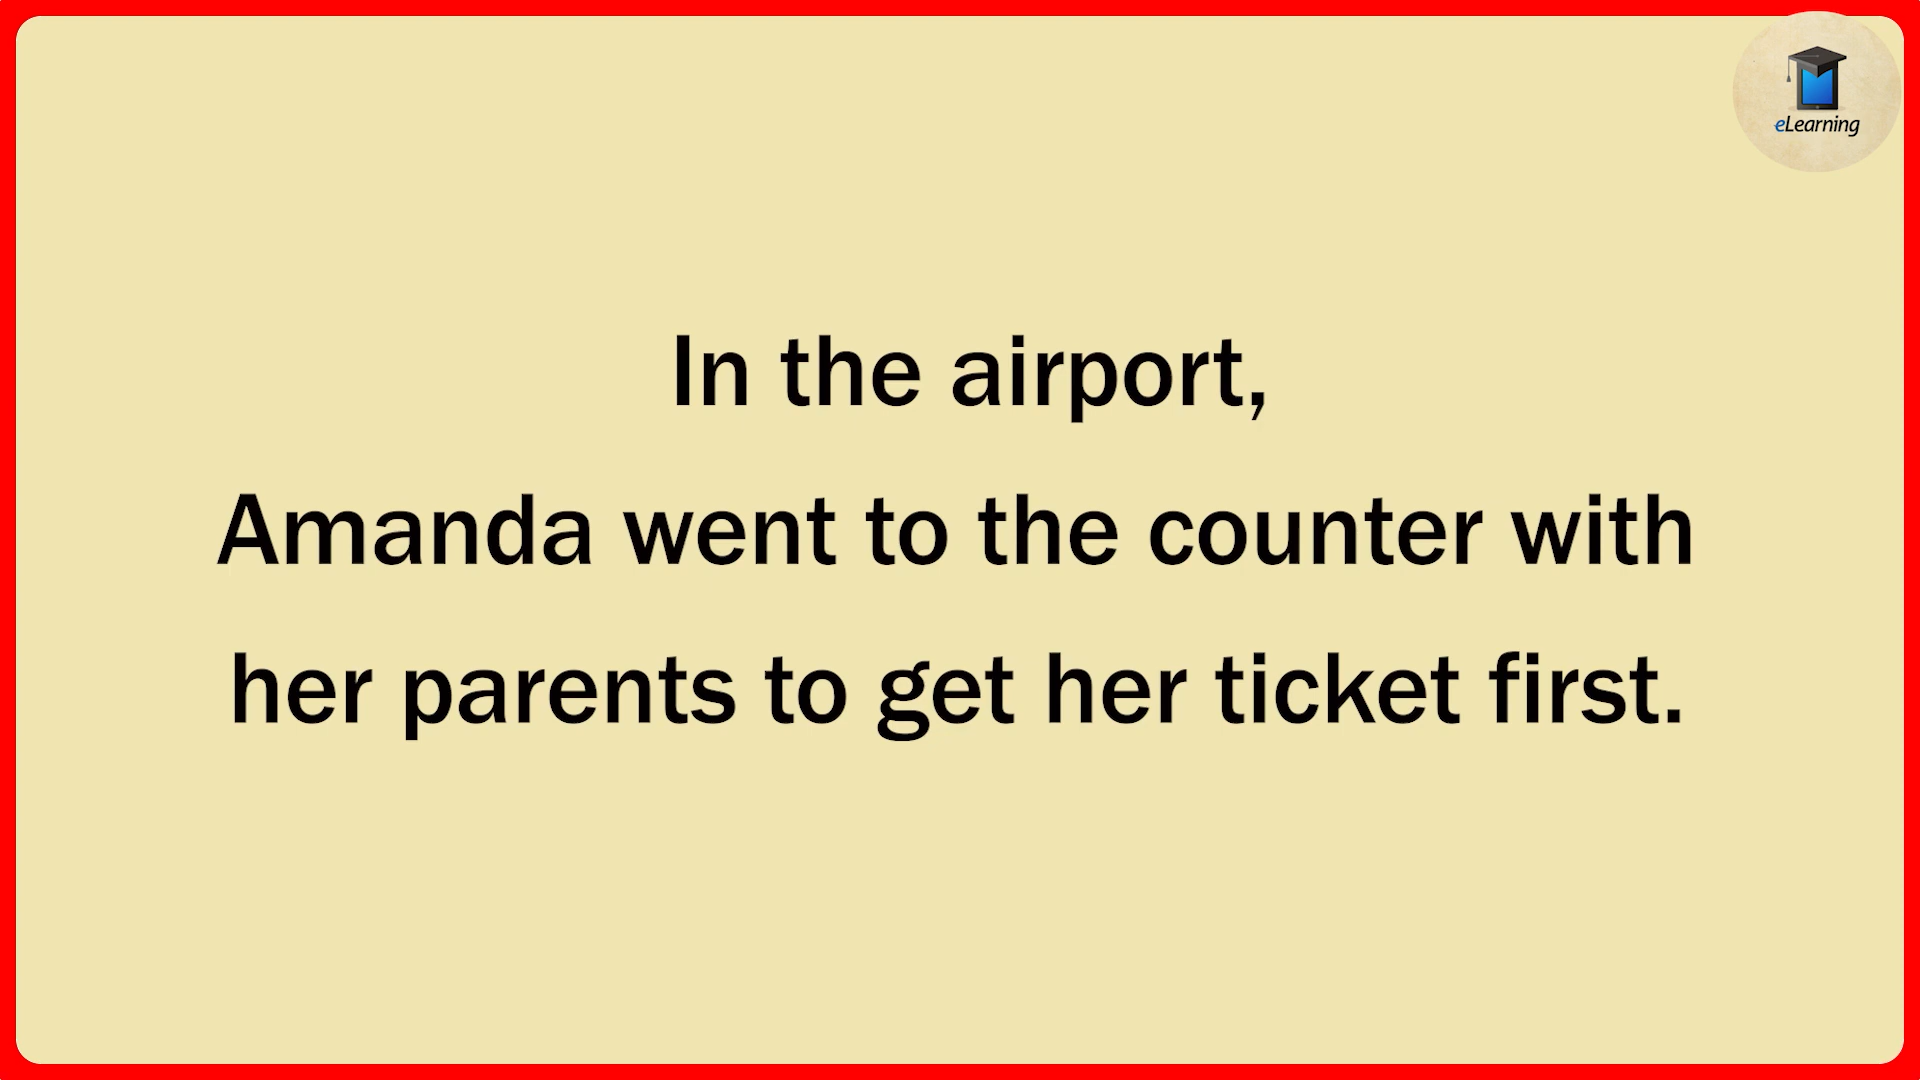 eLearning
In the airport,
Amanda went to the counter with
her parents to get her ticket first.